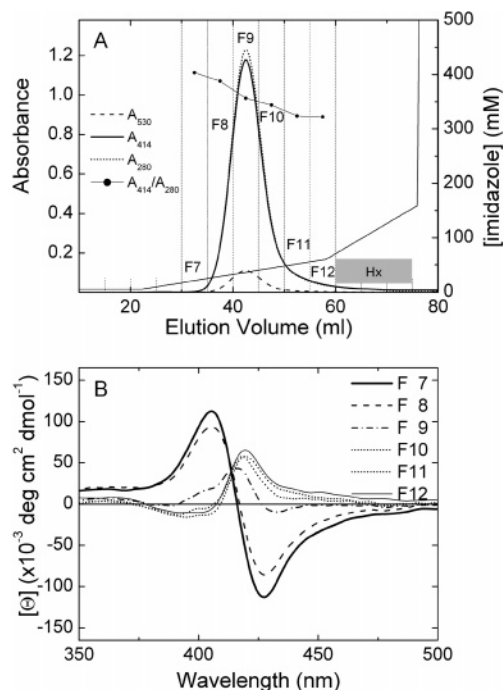 A
Absorbance
1.2
1.0
0.8
0.6
0.4
0.2
A530
A414
A280
A414/A280
F7
F8
F9
F10
F11
F12
Hx
500
400
300
200
150
100
50
0
[imidazole] (mM)
20
40
60
80
Elution Volume (ml)
B
[Θ] (x10⁻³ deg cm² dmol⁻¹)
150
100
50
0
-50
-100
-150
F 7
F 8
F 9
F10
F11
F12
350
400
450
500
Wavelength (nm)